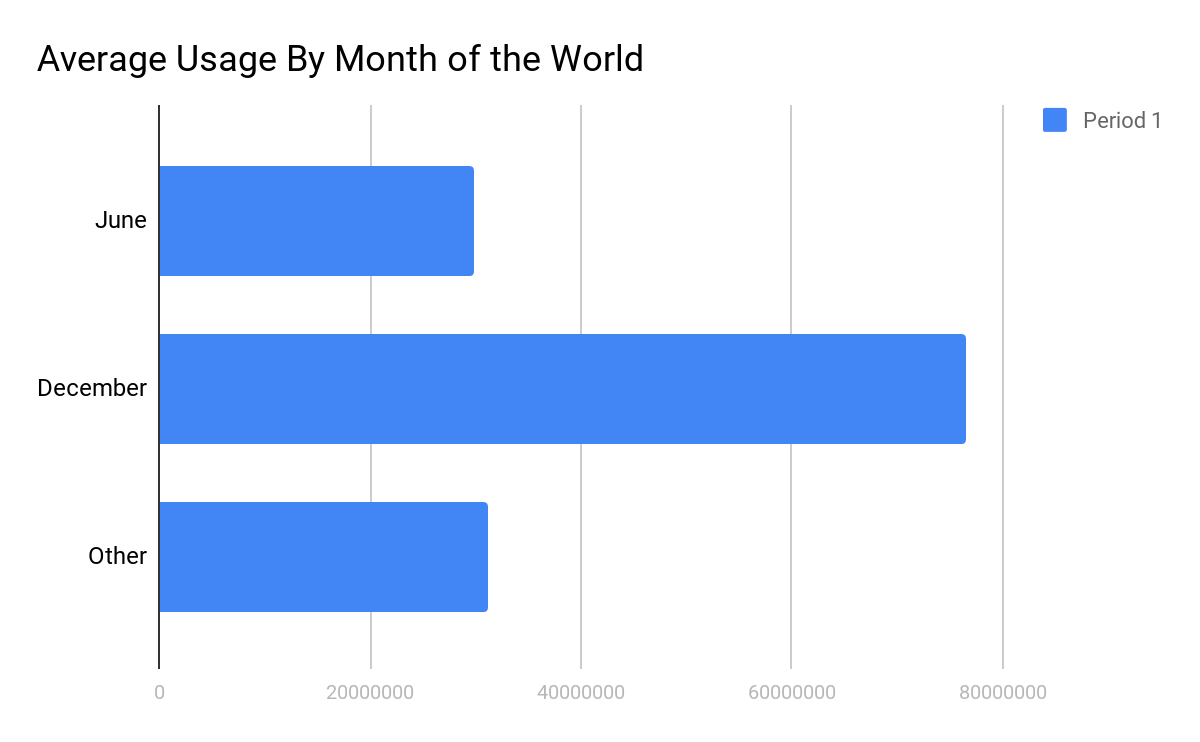 Average Usage By Month of the World
Period 1
June
December
Other
0 20000000 40000000 60000000 80000000